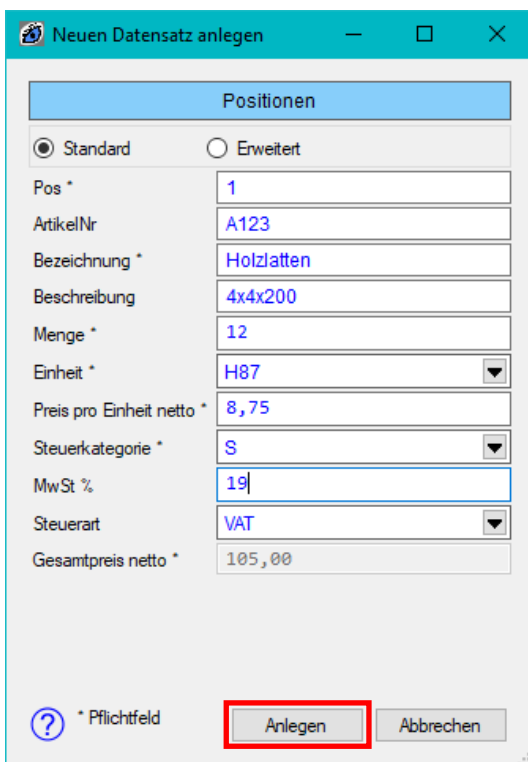 Neuen Datensatz anlegen
Positionen
Standard Erweitert
Pos * 1
ArtikelNr A123
Bezeichnung * Holzlatten
Beschreibung 4x4x200
Menge * 12
Einheit * H87
Preis pro Einheit netto * 8,75
Steuerkategorie * S
MwSt % 19
Steuerart VAT
Gesamtpreis netto * 105,00
? * Pflichtfeld Anlegen Abbrechen